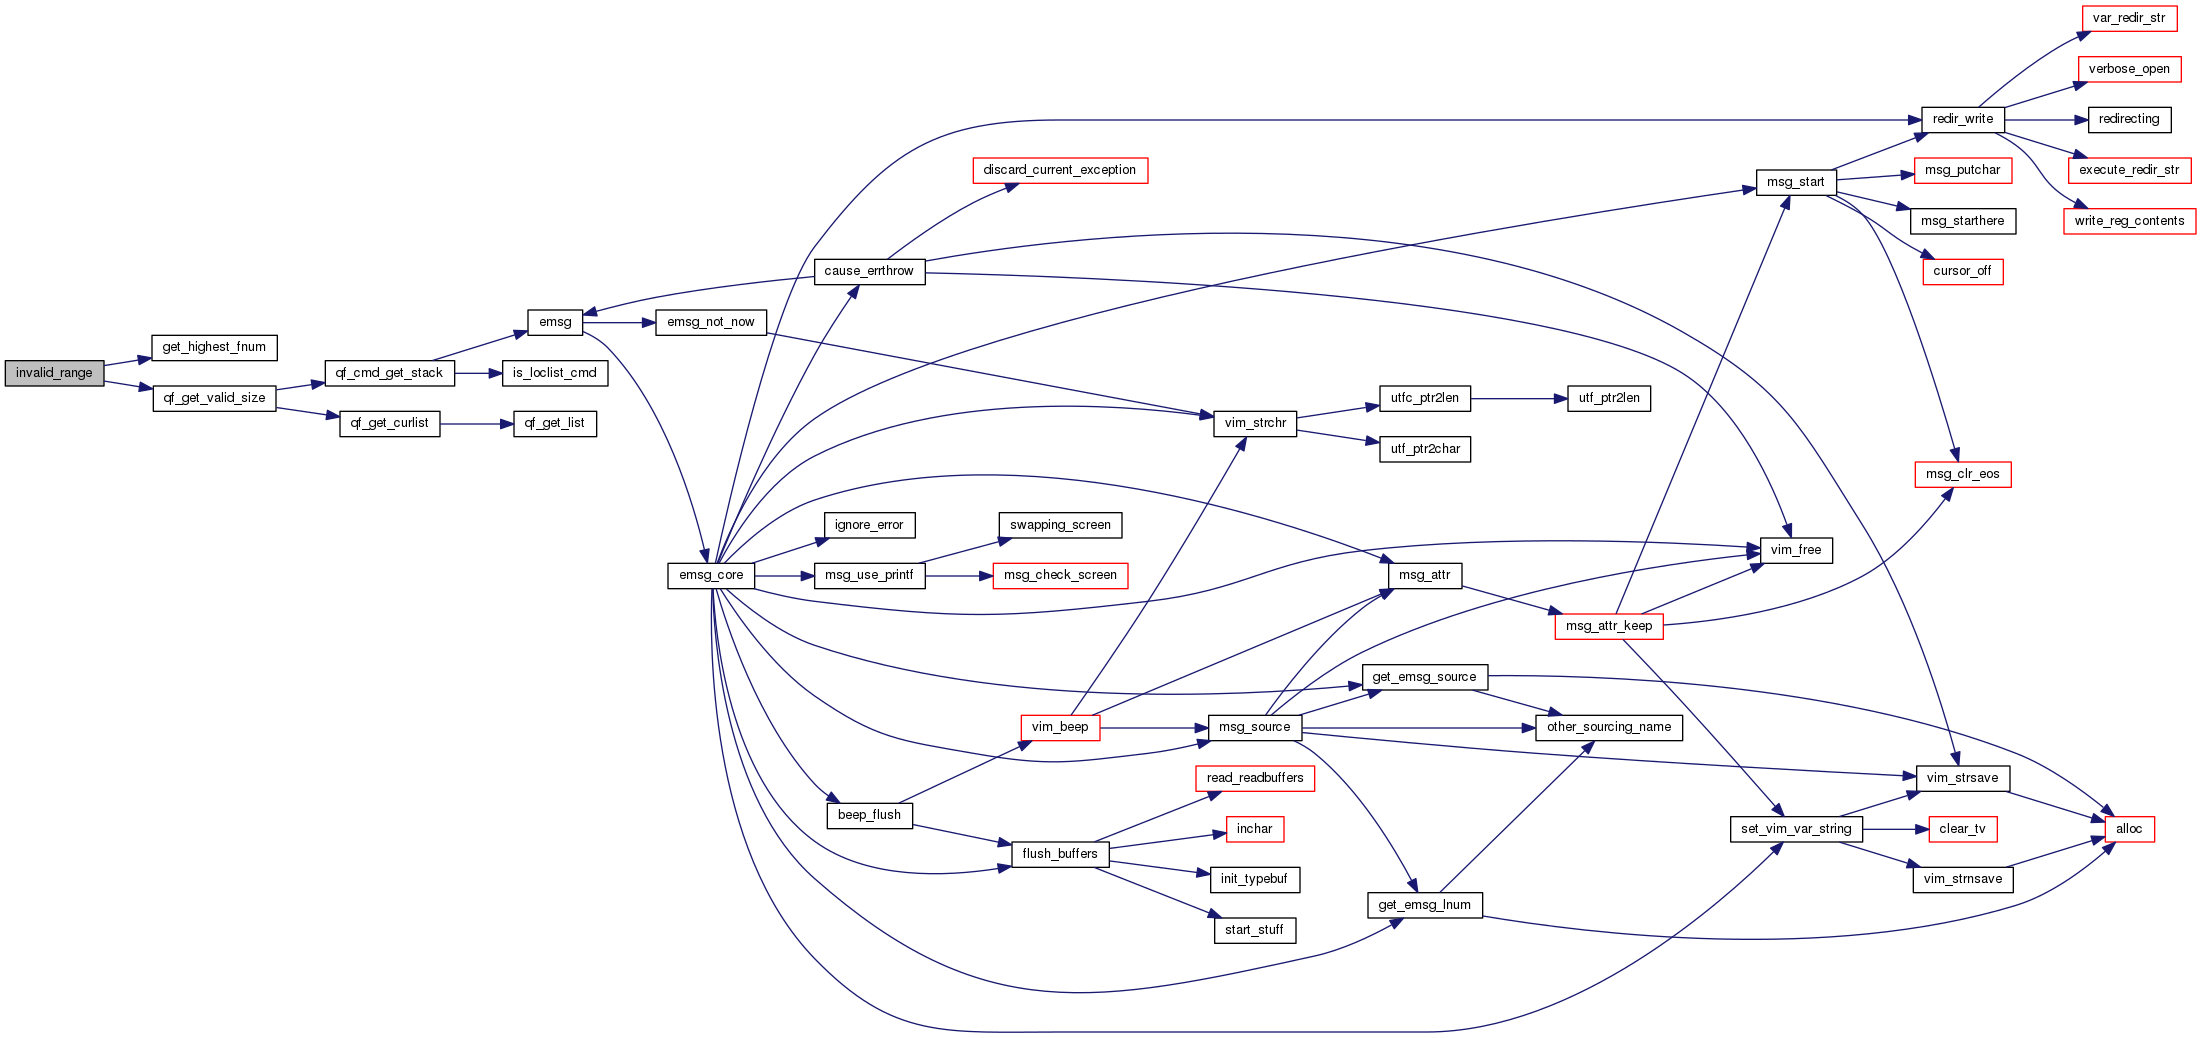 invalid_range
get_highest_fnum
qf_get_valid_size
qf_cmd_get_stack
qf_get_curlist
emsg
is_loclist_cmd
qf_get_list
emsg_not_now
emsg_core
cause_errthrow
ignore_error
msg_use_printf
beep_flush
discard_current_exception
swapping_screen
msg_check_screen
vim_beep
flush_buffers
vim_strchr
msg_source
read_readbuffers
inchar
init_typebuf
start_stuff
utfc_ptr2len
utf_ptr2char
msg_attr
get_emsg_source
get_emsg_lnum
utf_ptr2len
msg_attr_keep
other_sourcing_name
msg_start
vim_free
set_vim_var_string
redir_write
msg_putchar
msg_starthere
cursor_off
msg_clr_eos
vim_strsave
clear_tv
vim_strnsave
var_redir_str
verbose_open
redirecting
execute_redir_str
write_reg_contents
alloc